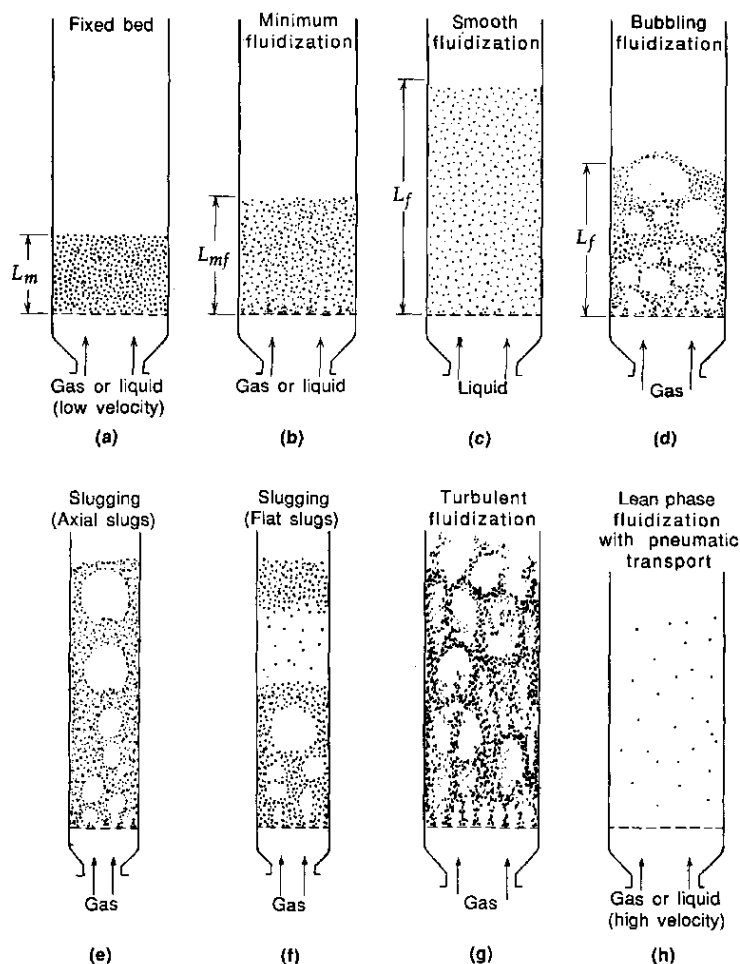 Fixed bed
L_m
Gas or liquid
(low velocity)
(a)
Minimum
fluidization
L_mf
Gas or liquid
(b)
Smooth
fluidization
L_f
Liquid
(c)
Bubbling
fluidization
L_f
Gas
(d)
Slugging
(Axial slugs)
Gas
(e)
Slugging
(Flat slugs)
Gas
(f)
Turbulent
fluidization
Gas
(g)
Lean phase
fluidization
with pneumatic
transport
Gas or liquid
(high velocity)
(h)